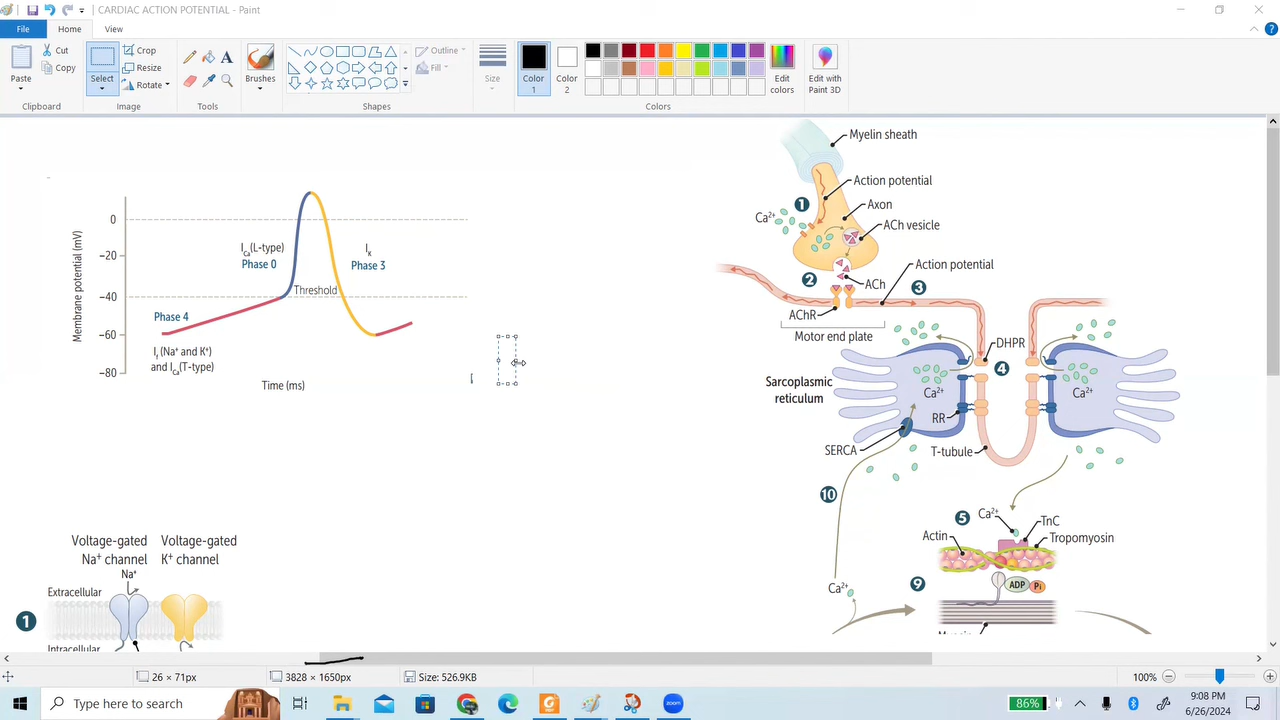 CARDIAC ACTION POTENTIAL - Paint
File
Home
View
Paste
Cut
Copy
Clipboard
Select
Crop
Resize
Rotate
Image
Tools
Brushes
Shapes
Outline
Fill
Size
Color 1
Color 2
Edit colors
Colors
Edit with Paint 3D
Membrane potential (mV)
0
−20
−40
−60
−80
ICa(L-type)
Phase 0
IK
Phase 3
Threshold
Phase 4
If (Na+ and K+)
and ICa(T-type)
Time (ms)
Voltage-gated
Na+ channel
Voltage-gated
K+ channel
Na+
Extracellular
1
Intracellular
Myelin sheath
Action potential
1
Axon
Ca2+
ACh vesicle
2
ACh
Action potential
3
AChR
Motor end plate
DHPR
4
Sarcoplasmic
reticulum
Ca2+
Ca2+
RR
SERCA
T-tubule
10
5
Ca2+
TnC
Actin
Tropomyosin
9
ADP
Pi
Ca2+
Myosin
26 × 71px
3828 × 1650px
Size: 526.9KB
100%
Type here to search
zoom
86%
9:08 PM
6/26/2024